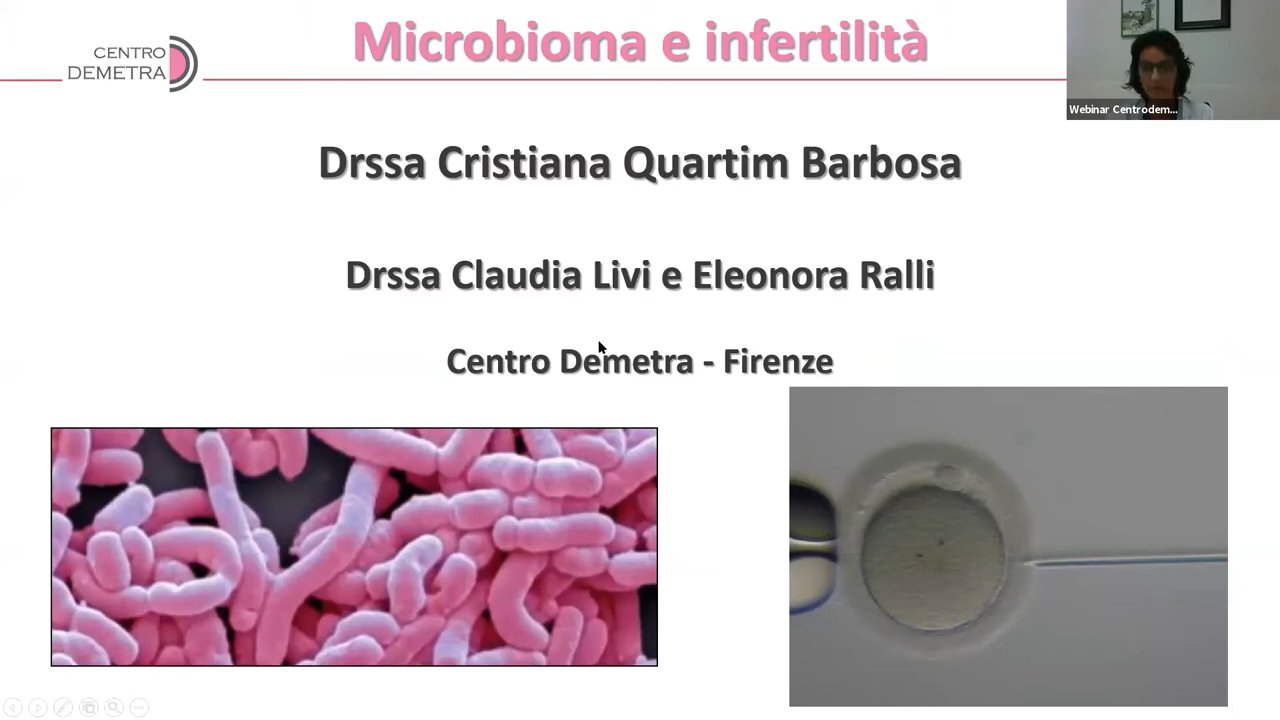 Microbioma e infertilità
CENTRO
DEMETRA
Webinar Centrodem...
Drssa Cristiana Quartim Barbosa
Drssa Claudia Livi e Eleonora Ralli
Centro Demetra - Firenze